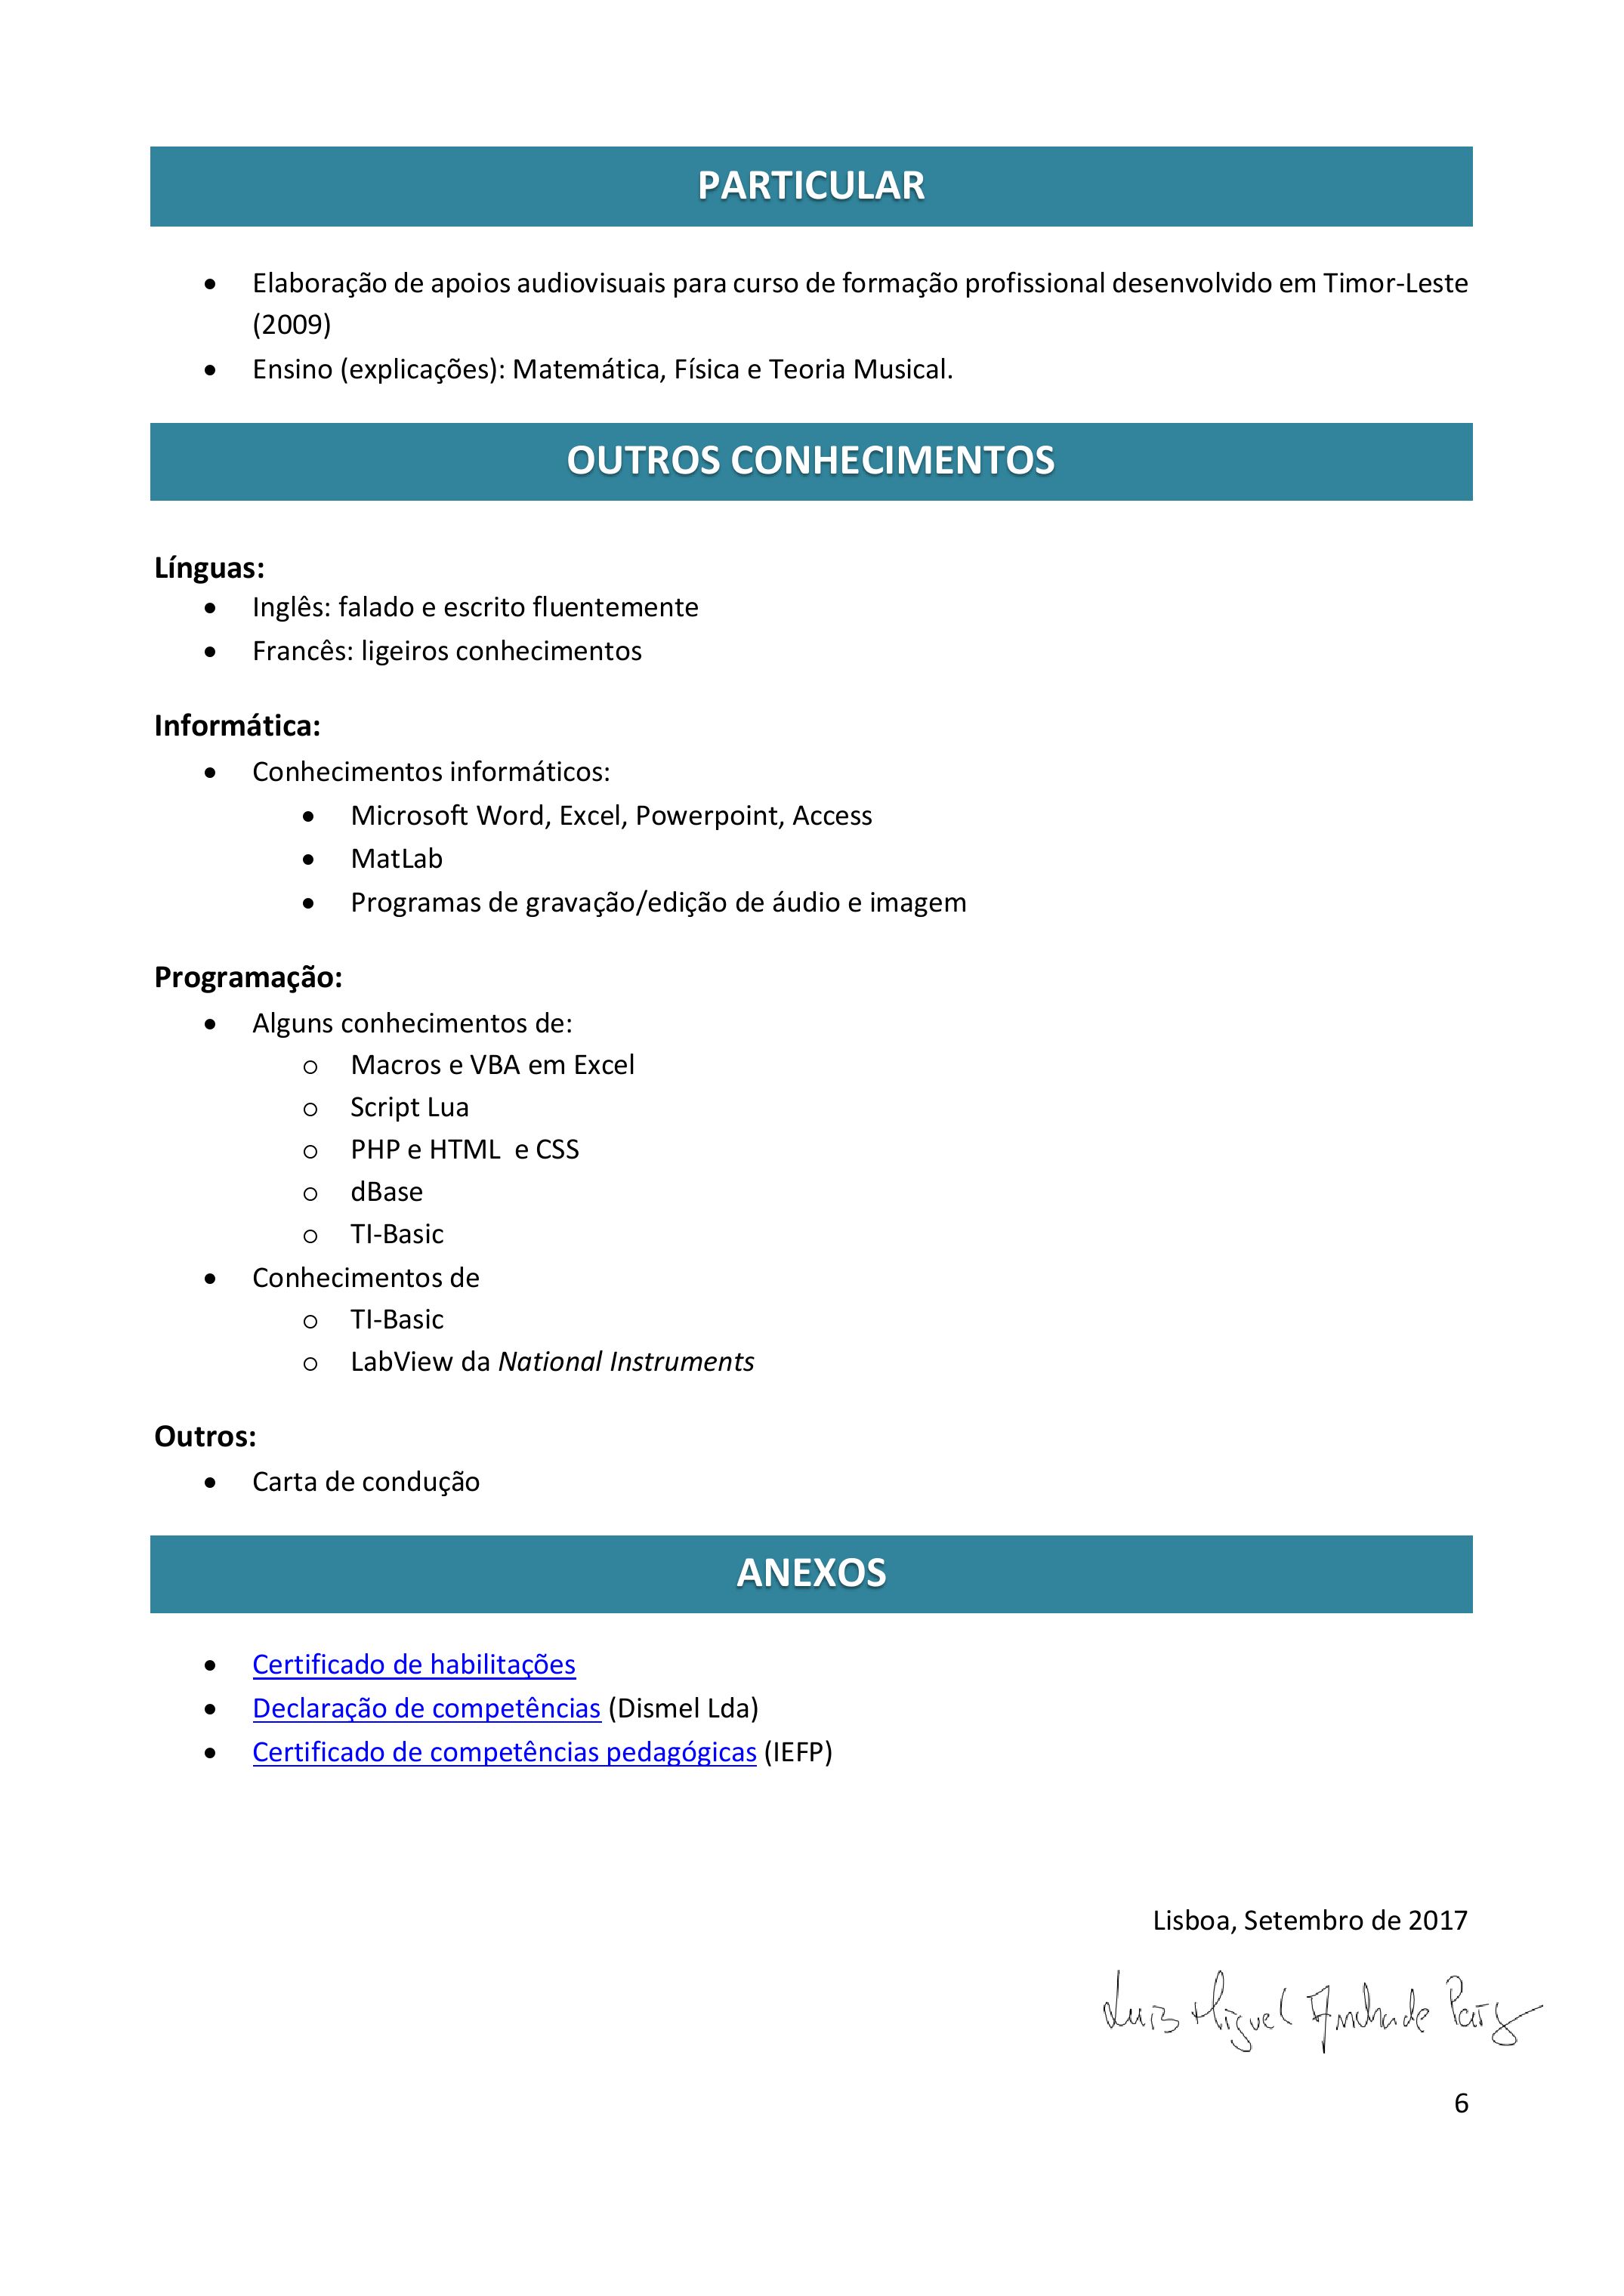 PARTICULAR
• Elaboração de apoios audiovisuais para curso de formação profissional desenvolvido em Timor-Leste
(2009)
• Ensino (explicações): Matemática, Física e Teoria Musical.
OUTROS CONHECIMENTOS
Línguas:
• Inglês: falado e escrito fluentemente
• Francês: ligeiros conhecimentos
Informática:
• Conhecimentos informáticos:
• Microsoft Word, Excel, Powerpoint, Access
• MatLab
• Programas de gravação/edição de áudio e imagem
Programação:
• Alguns conhecimentos de:
o Macros e VBA em Excel
o Script Lua
o PHP e HTML  e CSS
o dBase
o TI-Basic
• Conhecimentos de
o TI-Basic
o LabView da National Instruments
Outros:
• Carta de condução
ANEXOS
• Certificado de habilitações
• Declaração de competências (Dismel Lda)
• Certificado de competências pedagógicas (IEFP)
Lisboa, Setembro de 2017
Luis Miguel Andrade
6